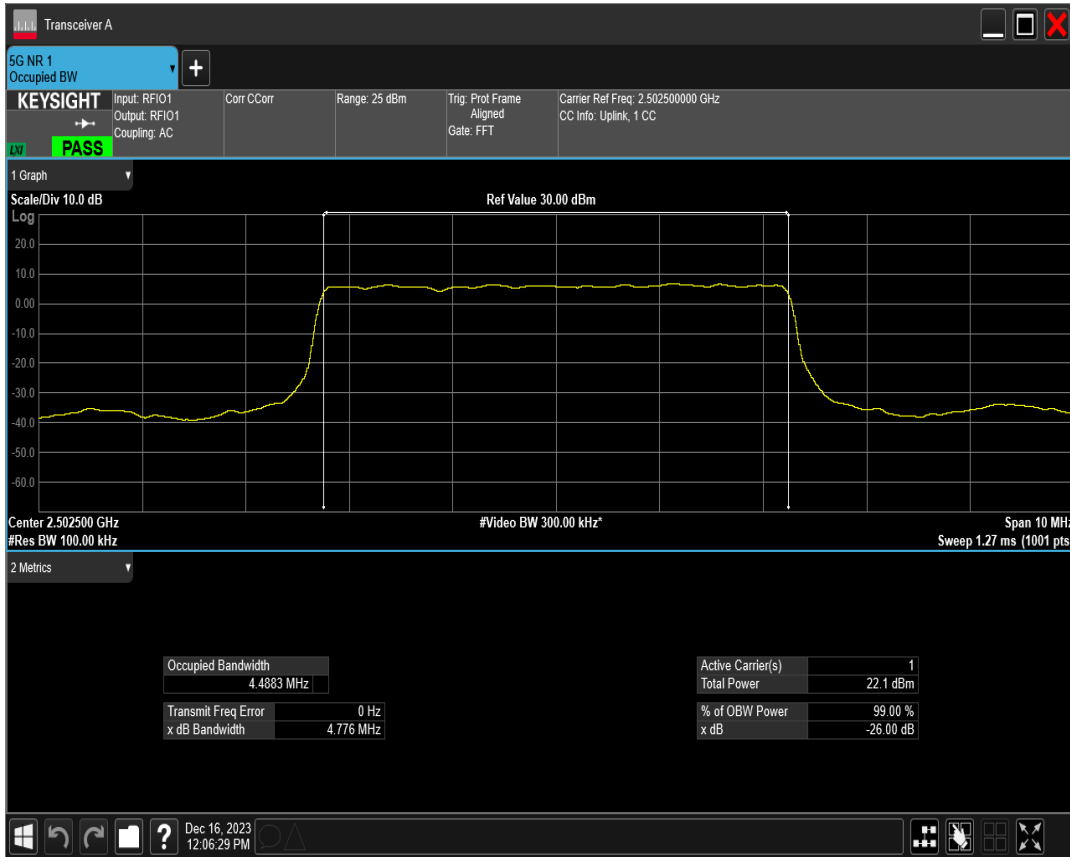 Transceiver A
5G NR 1
Occupied BW
+
KEYSIGHT
LXI
PASS
Input: RFIO1
Output: RFIO1
Coupling: AC
Corr CCorr
Range: 25 dBm
Trig: Prot Frame
Aligned
Gate: FFT
Carrier Ref Freq: 2.502500000 GHz
CC Info: Uplink, 1 CC
1 Graph
Scale/Div 10.0 dB
Ref Value 30.00 dBm
Log
20.0
10.0
0.00
-10.0
-20.0
-30.0
-40.0
-50.0
-60.0
Center 2.502500 GHz
#Video BW 300.00 kHz*
Span 10 MHz
#Res BW 100.00 kHz
Sweep 1.27 ms (1001 pts
2 Metrics
Occupied Bandwidth
4.4883 MHz
Transmit Freq Error 0 Hz
x dB Bandwidth 4.776 MHz
Active Carrier(s) 1
Total Power 22.1 dBm
% of OBW Power 99.00 %
x dB -26.00 dB
?
Dec 16, 2023
12:06:29 PM